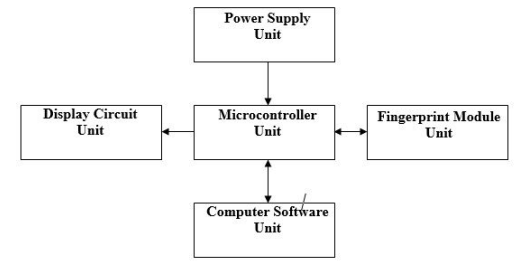 Power Supply
Unit
Display Circuit
Unit
Microcontroller
Unit
Fingerprint Module
Unit
Computer Software
Unit